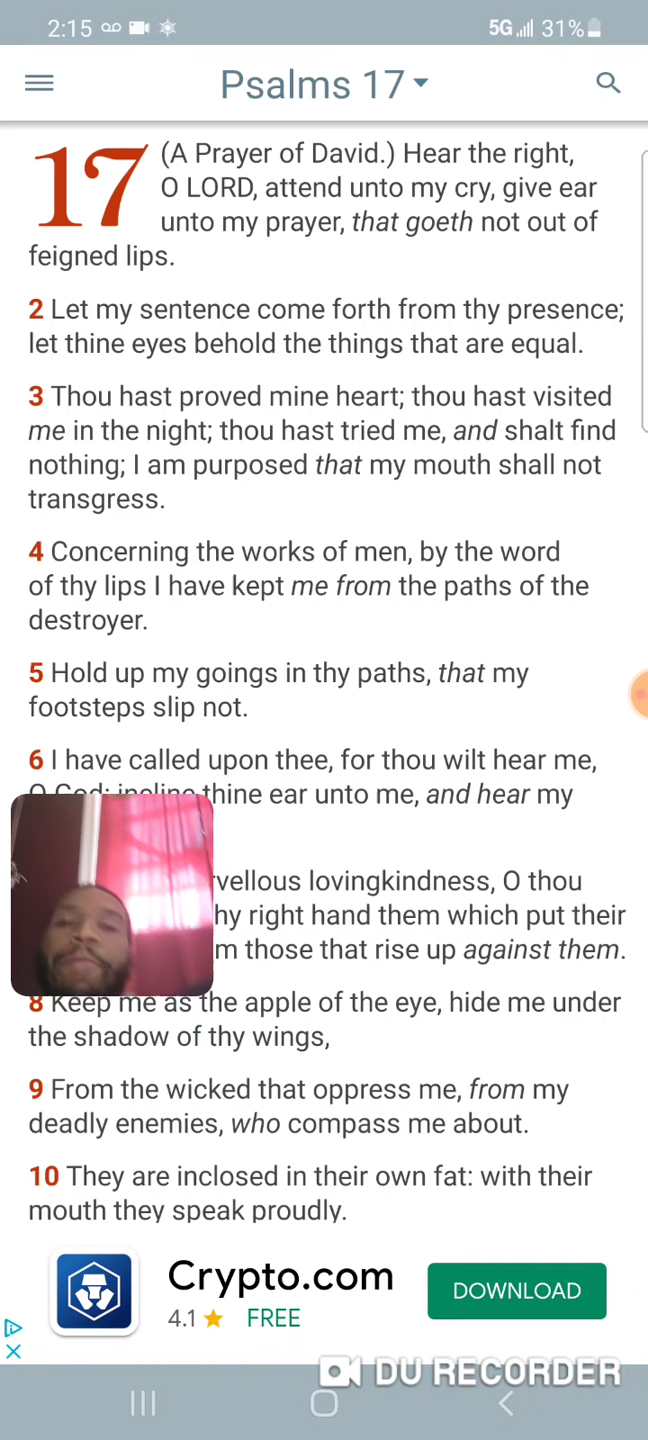 2:15
5G 31%
Psalms 17
17 (A Prayer of David.) Hear the right,
O LORD, attend unto my cry, give ear
unto my prayer, that goeth not out of
feigned lips.
2 Let my sentence come forth from thy presence;
let thine eyes behold the things that are equal.
3 Thou hast proved mine heart; thou hast visited
me in the night; thou hast tried me, and shalt find
nothing; I am purposed that my mouth shall not
transgress.
4 Concerning the works of men, by the word
of thy lips I have kept me from the paths of the
destroyer.
5 Hold up my goings in thy paths, that my
footsteps slip not.
6 I have called upon thee, for thou wilt hear me,
O God: incline thine ear unto me, and hear my
lovingkindness, O thou
right hand them which put their
those that rise up against them.
8 Keep me as the apple of the eye, hide me under
the shadow of thy wings,
9 From the wicked that oppress me, from my
deadly enemies, who compass me about.
10 They are inclosed in their own fat: with their
mouth they speak proudly.
Crypto.com
DOWNLOAD
4.1 FREE
DU RECORDER